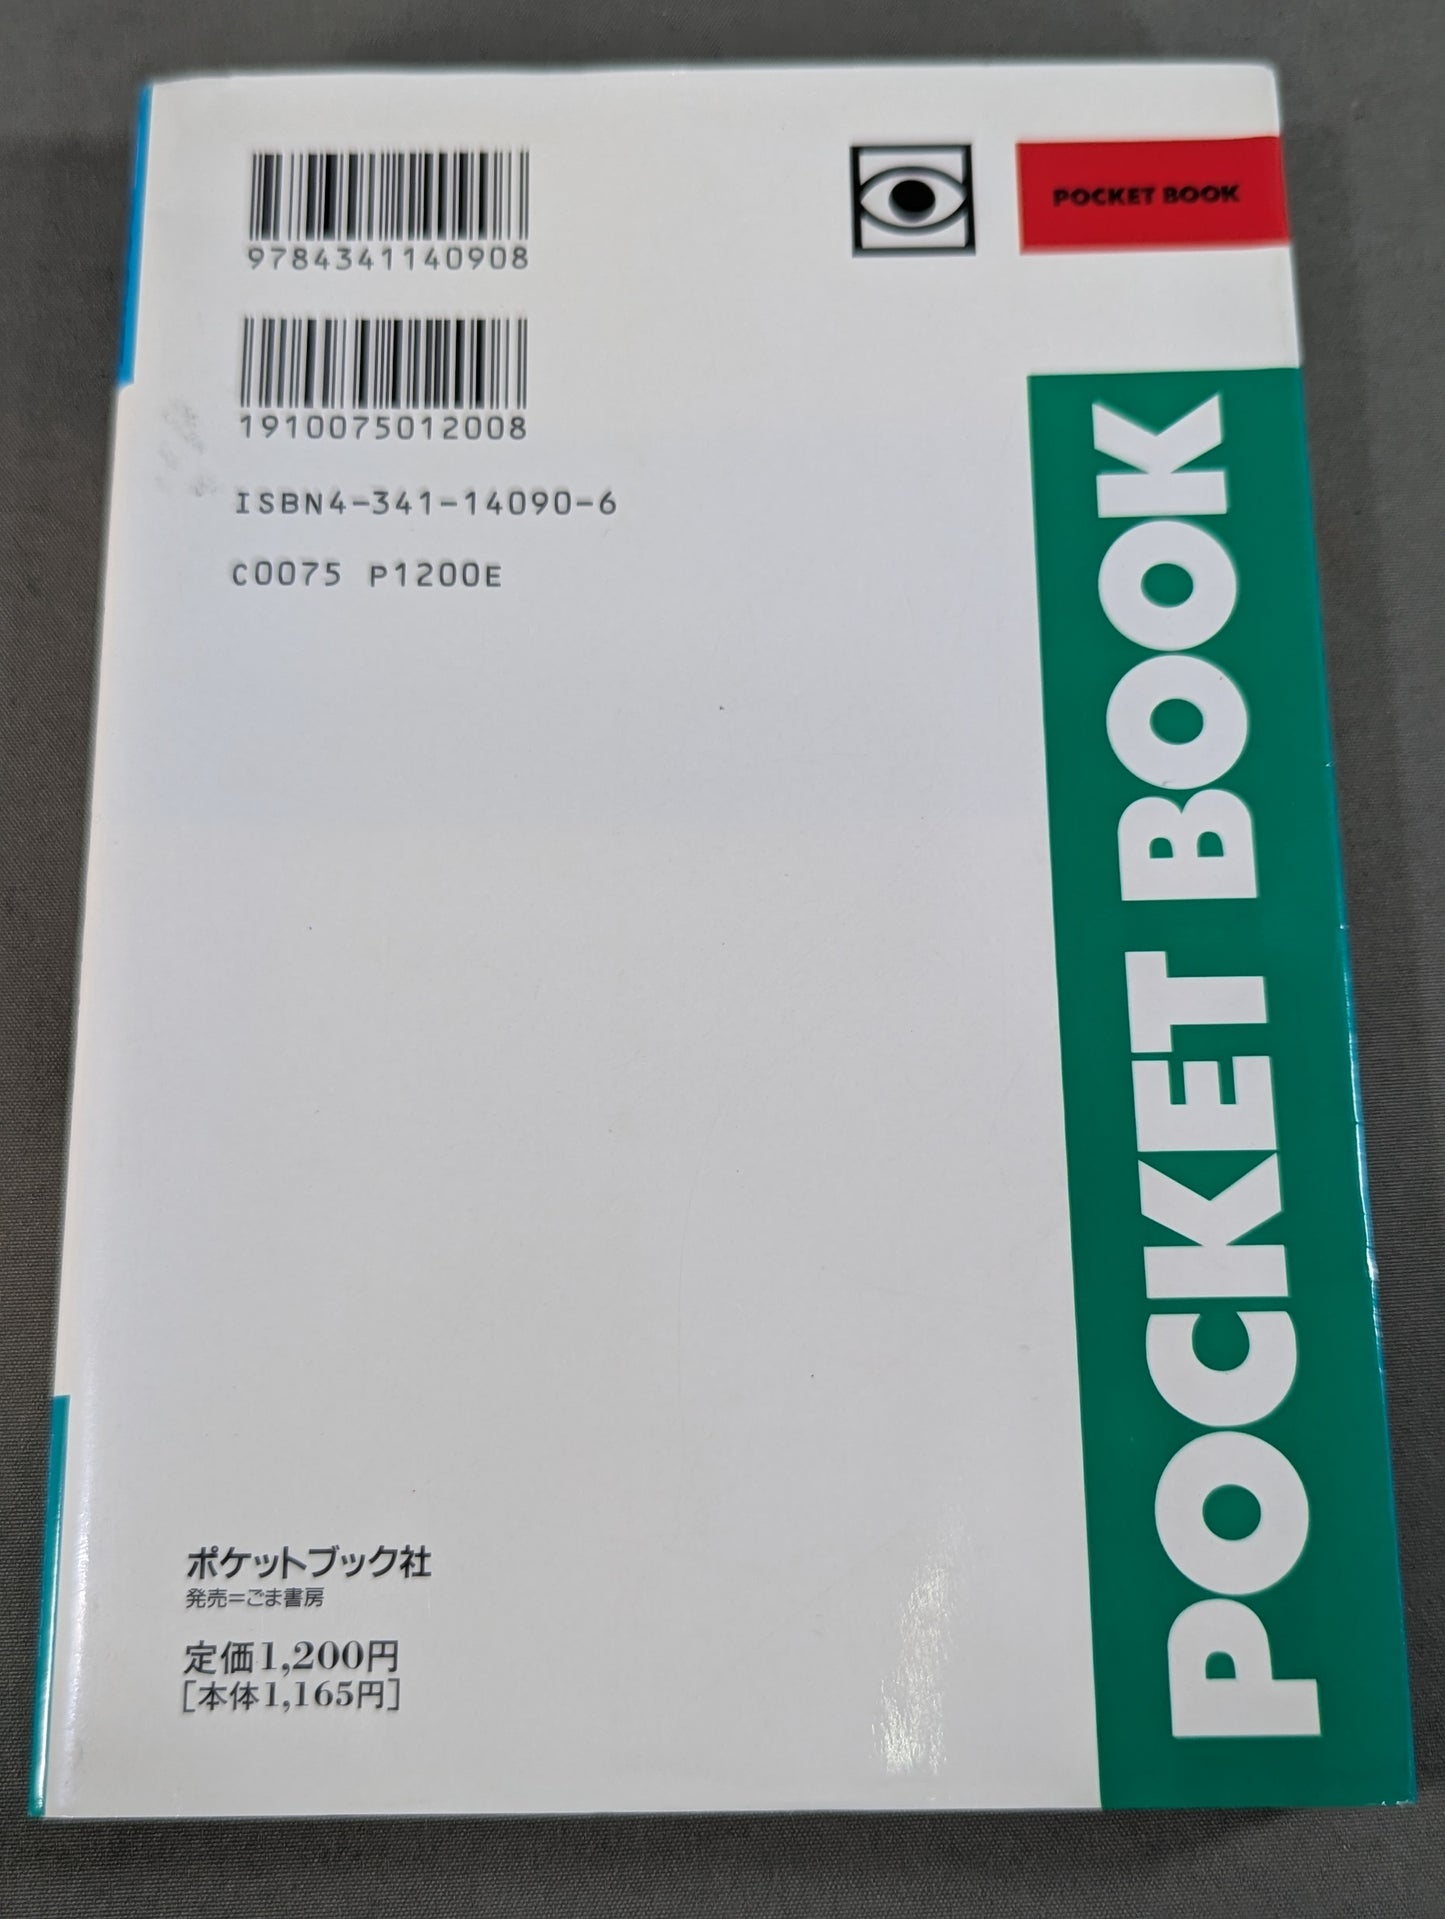 9784341140908
1910075012008
ISBN4-341-14090-6
C0075 P1200E
POCKET BOOK
POCKET BOOK
ポケットブック社
発売=ごま書房
定価1,200円
[本体1,165円]